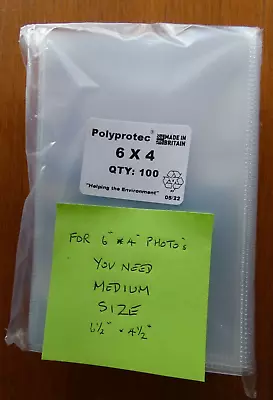 Polyprotec® MADE IN BRITAIN
6 X 4
QTY: 100
"Helping the Environment"
05/22
FOR 6" x 4" PHOTO'S
YOU NEED
MEDIUM
SIZE
6½" x 4½"